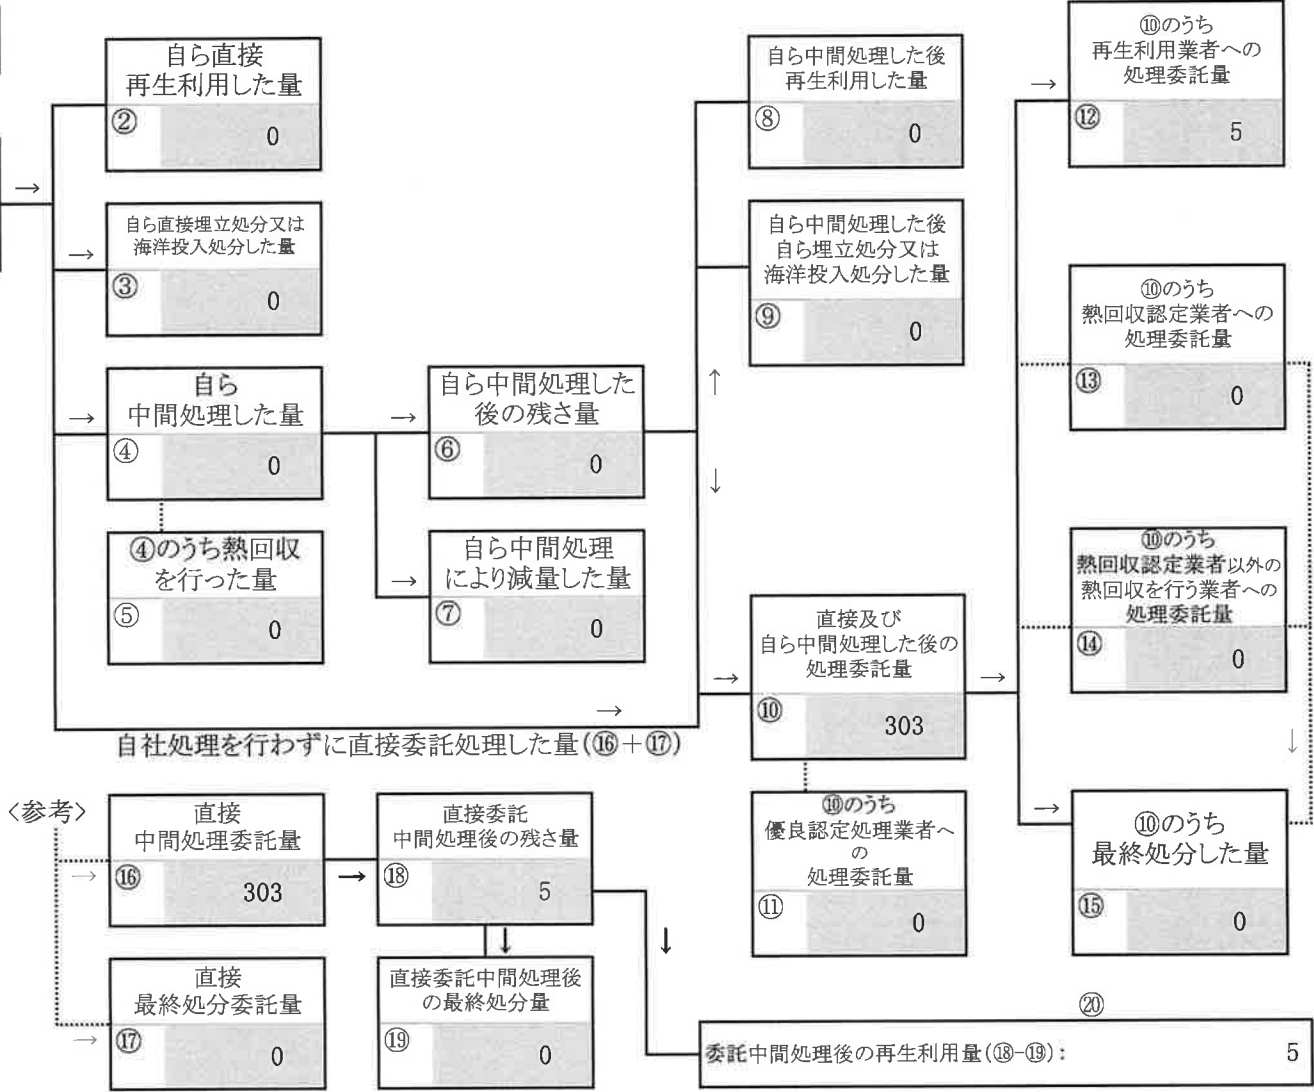 自ら直接
再生利用した量
②
0
自ら直接埋立処分又は
海洋投入処分した量
③
0
自ら
中間処理した量
④
0
④のうち熱回収
を行った量
⑤
0
自ら中間処理した
後の残さ量
⑥
0
自ら中間処理
により減量した量
⑦
0
自ら中間処理した後
再生利用した量
⑧
0
自ら中間処理した後
自ら埋立処分又は
海洋投入処分した量
⑨
0
直接及び
自ら中間処理した後の
処理委託量
⑩
303
⑩のうち
優良認定処理業者へ
の
処理委託量
⑪
0
⑩のうち
再生利用業者への
処理委託量
⑫
5
⑩のうち
熱回収認定業者への
処理委託量
⑬
0
⑩のうち
熱回収認定業者以外の
熱回収を行う業者への
処理委託量
⑭
0
⑩のうち
最終処分した量
⑮
0
自社処理を行わずに直接委託処理した量(⑯＋⑰)
〈参考〉
直接
中間処理委託量
⑯
303
直接
最終処分委託量
⑰
0
直接委託
中間処理後の残さ量
⑱
5
直接委託中間処理後
の最終処分量
⑲
0
⑳
委託中間処理後の再生利用量(⑱-⑲)： 5